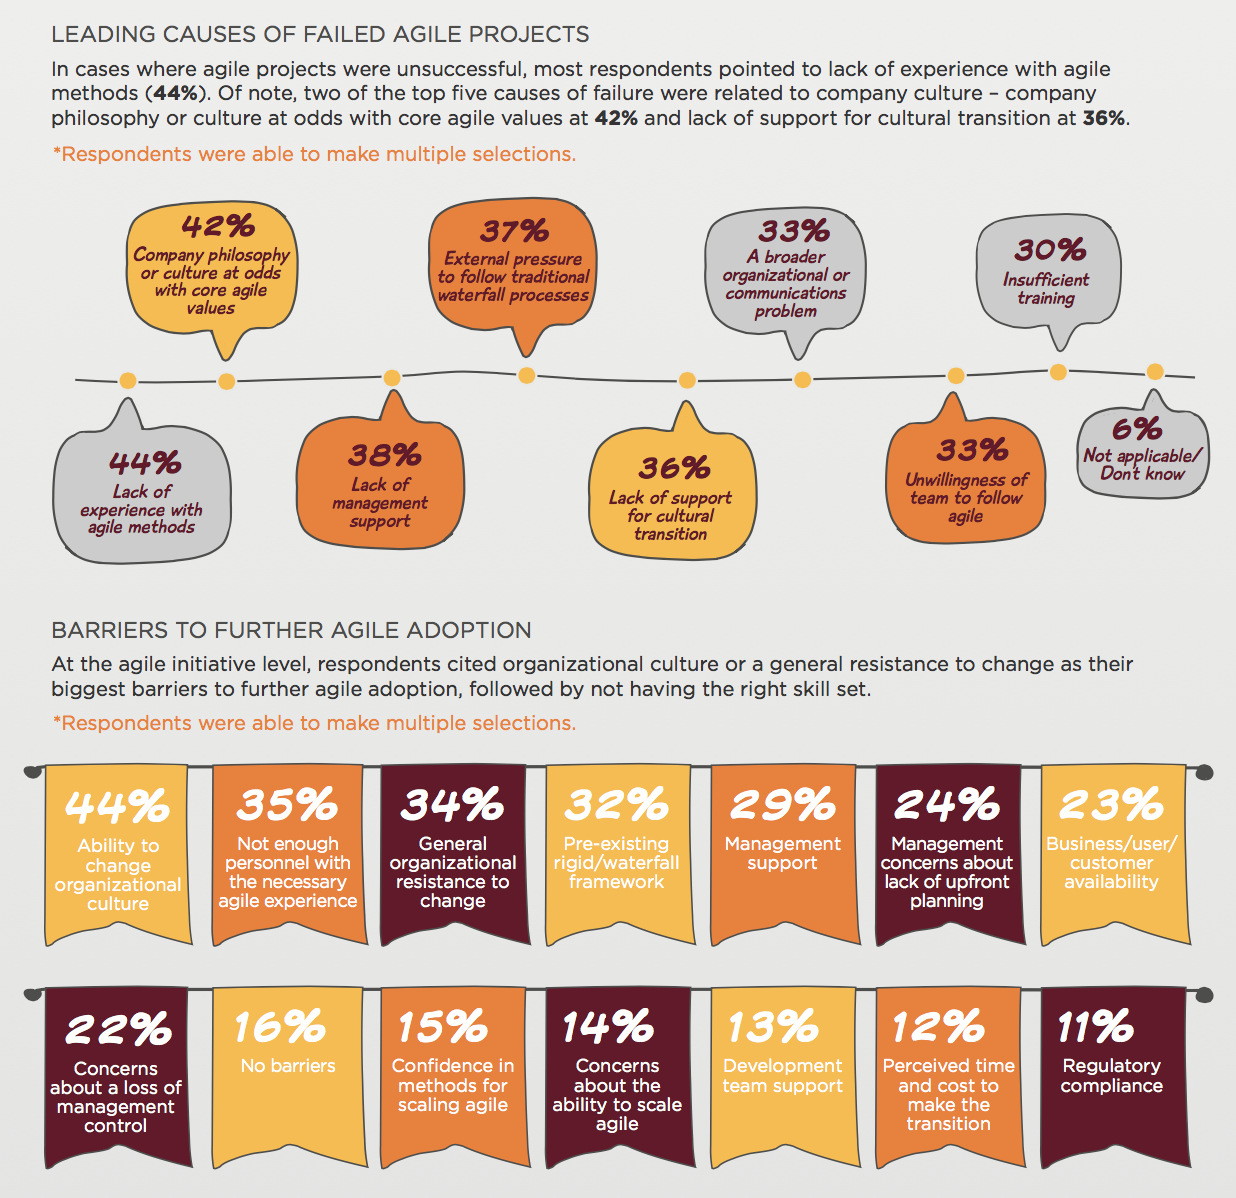 LEADING CAUSES OF FAILED AGILE PROJECTS
In cases where agile projects were unsuccessful, most respondents pointed to lack of experience with agile
methods (44%). Of note, two of the top five causes of failure were related to company culture – company
philosophy or culture at odds with core agile values at 42% and lack of support for cultural transition at 36%.
*Respondents were able to make multiple selections.
42%
Company philosophy
or culture at odds
with core agile
values
37%
External pressure
to follow traditional
waterfall processes
33%
A broader
organizational or
communications
problem
30%
Insufficient
training
44%
Lack of
experience with
agile methods
38%
Lack of
management
support
36%
Lack of support
for cultural
transition
33%
Unwillingness of
team to follow
agile
6%
Not applicable/
Don't know
BARRIERS TO FURTHER AGILE ADOPTION
At the agile initiative level, respondents cited organizational culture or a general resistance to change as their
biggest barriers to further agile adoption, followed by not having the right skill set.
*Respondents were able to make multiple selections.
44%
Ability to
change
organizational
culture
35%
Not enough
personnel with
the necessary
agile experience
34%
General
organizational
resistance to
change
32%
Pre-existing
rigid/waterfall
framework
29%
Management
support
24%
Management
concerns about
lack of upfront
planning
23%
Business/user/
customer
availability
22%
Concerns
about a loss of
management
control
16%
No barriers
15%
Confidence in
methods for
scaling agile
14%
Concerns
about the
ability to scale
agile
13%
Development
team support
12%
Perceived time
and cost to
make the
transition
11%
Regulatory
compliance